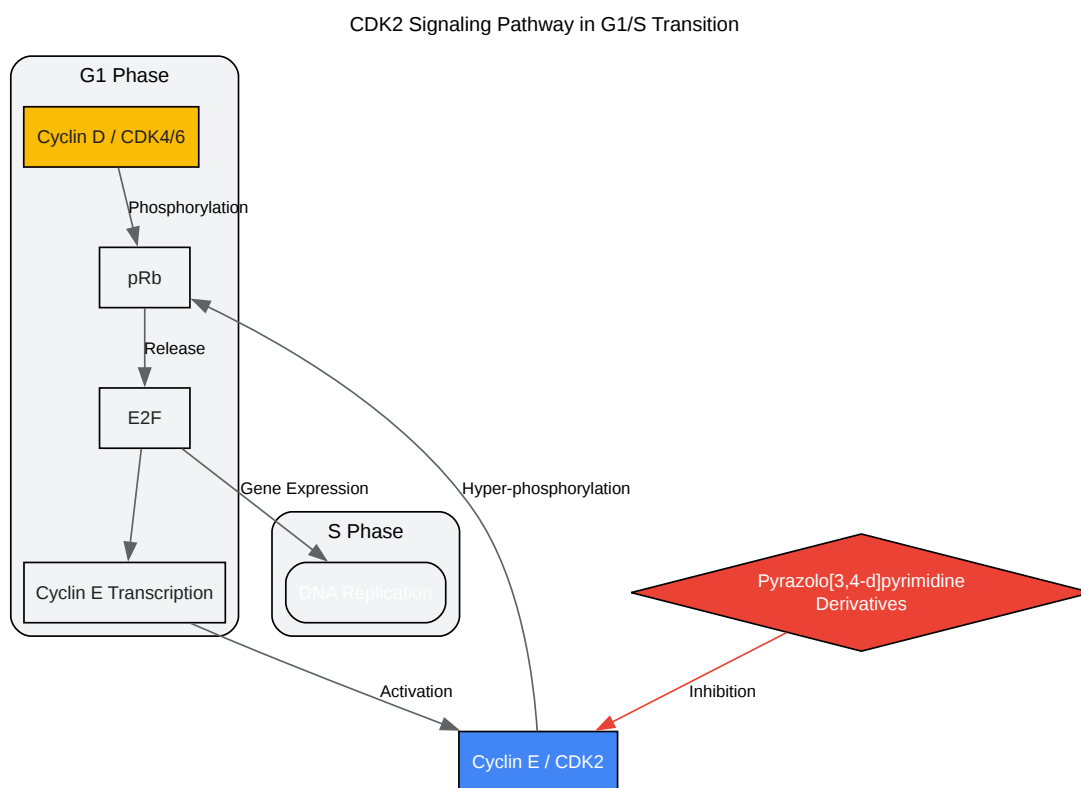 CDK2 Signaling Pathway in G1/S Transition
G1 Phase
Cyclin D / CDK4/6
Phosphorylation
pRb
Release
E2F
Gene Expression
Hyper-phosphorylation
S Phase
DNA Replication
Cyclin E Transcription
Pyrazolo[3,4-d]pyrimidine
Derivatives
Activation
Inhibition
Cyclin E / CDK2